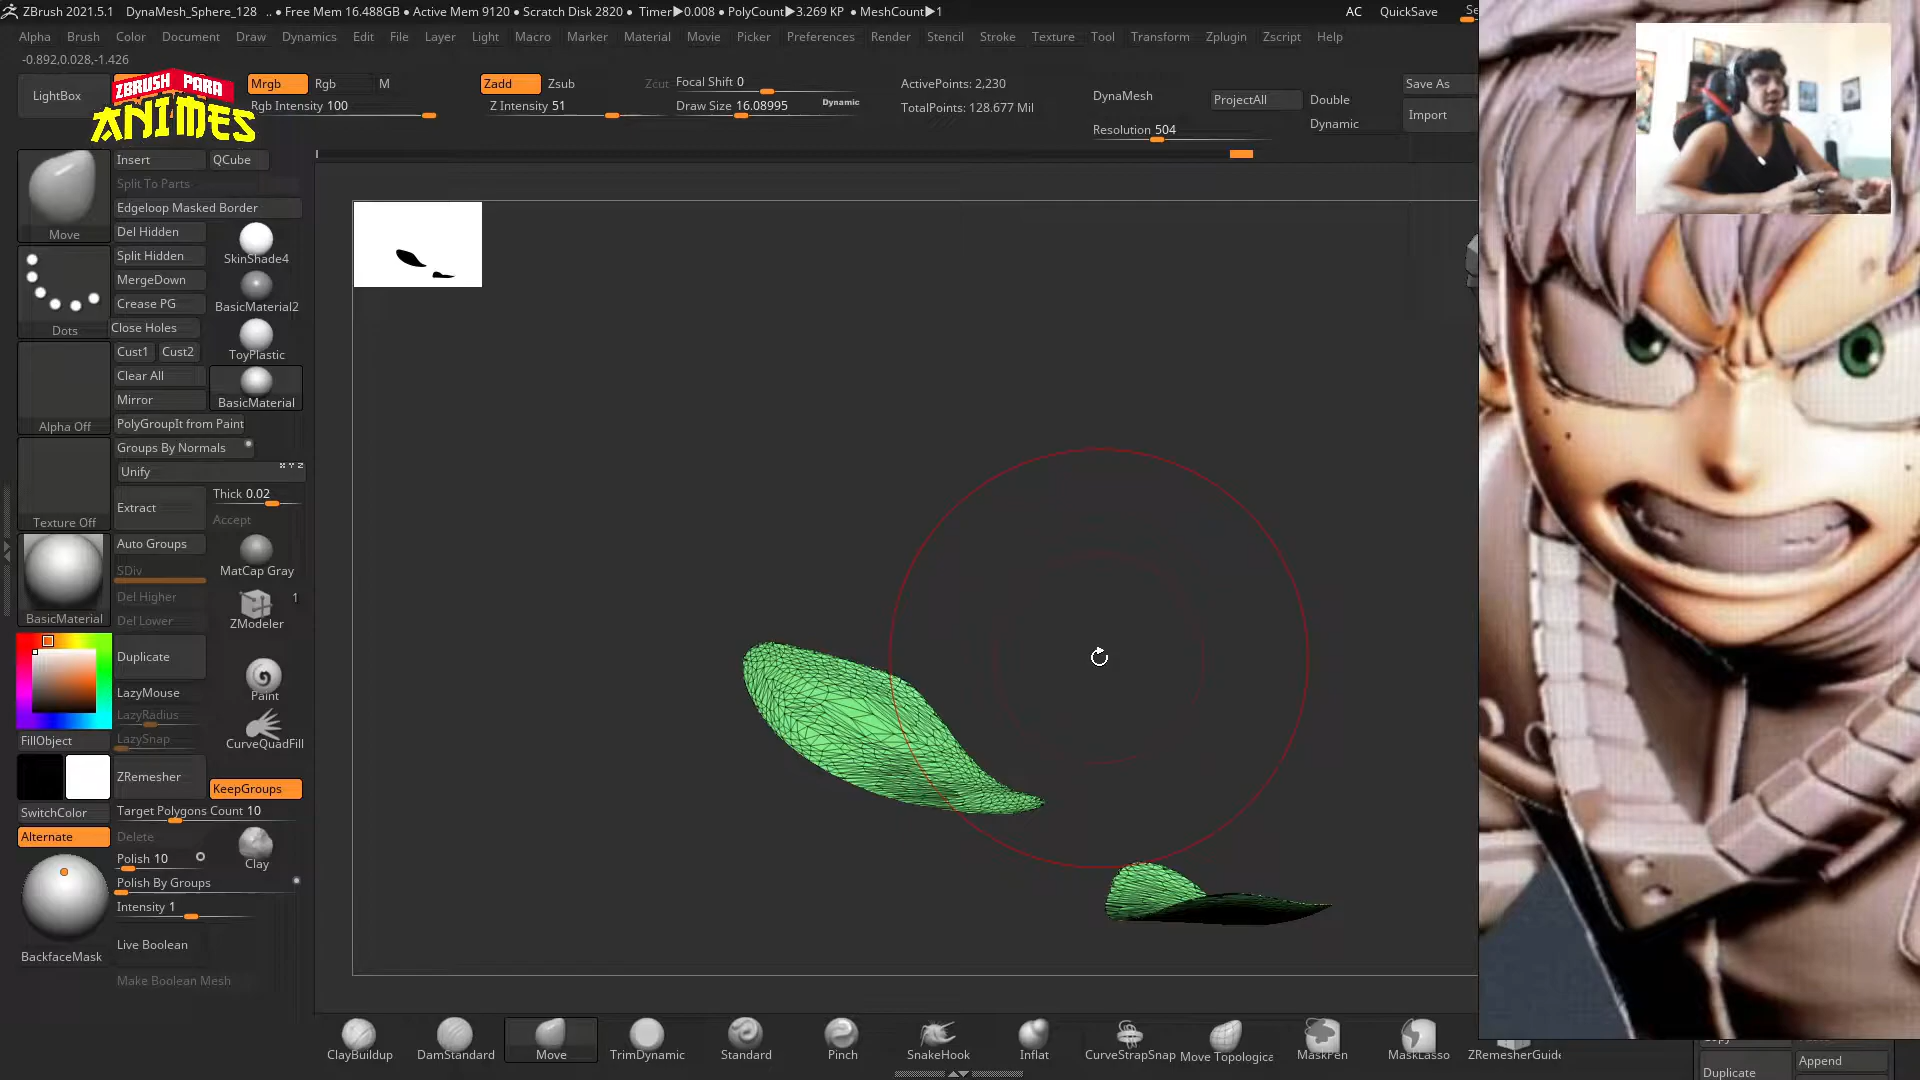 ZBrush 2021.5.1 DynaMesh_Sphere_128 .. • Free Mem 16.488GB • Active Mem 9120 • Scratch Disk 2820 • Timer▶0.008 • PolyCount▶3.269 KP • MeshCount▶1 AC QuickSave
Alpha Brush Color Document Draw Dynamics Edit File Layer Light Macro Marker Material Movie Picker Preferences Render Stencil Stroke Texture Tool Transform Zplugin Zscript Help
-0.892,0.028,-1.426
LightBox
ZBRUSH PARA
ANIMES
Mrgb Rgb M
Rgb Intensity 100
Zadd Zsub Zcut
Z Intensity 51
Focal Shift 0
Draw Size 16.08995 Dynamic
ActivePoints: 2,230
TotalPoints: 128.677 Mil
DynaMesh
Resolution 504
ProjectAll
Double
Dynamic
Save As
Import
Move
Dots
Alpha Off
Texture Off
BasicMaterial
FillObject
SwitchColor
Alternate
BackfaceMask
Insert QCube
Split To Parts
Edgeloop Masked Border
Del Hidden
Split Hidden
MergeDown
Crease PG
Close Holes
Cust1 Cust2
Clear All
Mirror
PolyGroupIt from Paint
Groups By Normals
Unify
Extract
Thick 0.02
Accept
Auto Groups
SDiv
Del Higher
Del Lower
Duplicate
LazyMouse
LazyRadius
LazySnap
ZRemesher
KeepGroups
Target Polygons Count 10
Delete
Polish 10
Polish By Groups
Intensity 1
Live Boolean
Make Boolean Mesh
SkinShade4
BasicMaterial2
ToyPlastic
BasicMaterial
MatCap Gray
1
ZModeler
Paint
CurveQuadFill
Clay
ClayBuildup DamStandard Move TrimDynamic Standard Pinch SnakeHook Inflat CurveStrapSnap Move Topologica MaskPen MaskLasso ZRemesherGuide
Append
Duplicate